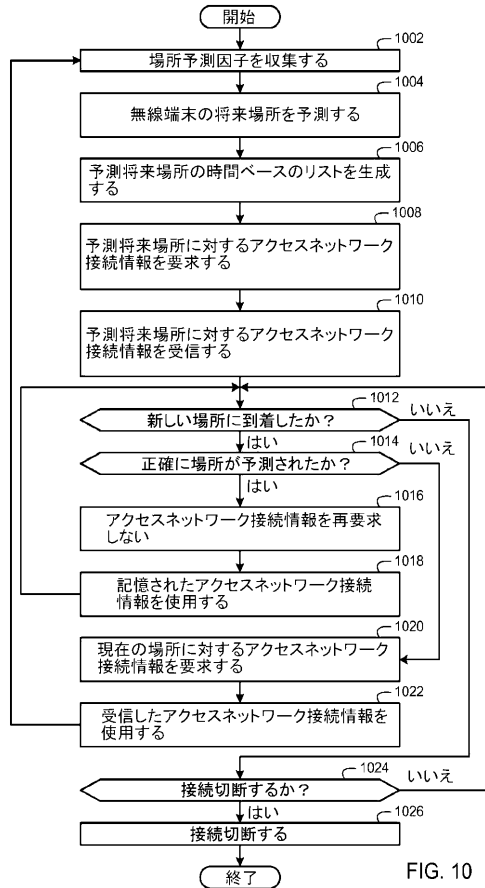 開始
1002
場所予測因子を収集する
1004
無線端末の将来場所を予測する
1006
予測将来場所の時間ベースのリストを生成
する
1008
予測将来場所に対するアクセスネットワーク
接続情報を要求する
1010
予測将来場所に対するアクセスネットワーク
接続情報を受信する
1012
いいえ
新しい場所に到着したか?
はい
1014
いいえ
正確に場所が予測されたか?
はい
1016
アクセスネットワーク接続情報を再要求
しない
1018
記憶されたアクセスネットワーク接続
情報を使用する
1020
現在の場所に対するアクセスネットワーク
接続情報を要求する
1022
受信したアクセスネットワーク接続情報を
使用する
1024
いいえ
接続切断するか?
はい
1026
接続切断する
終了
FIG. 10